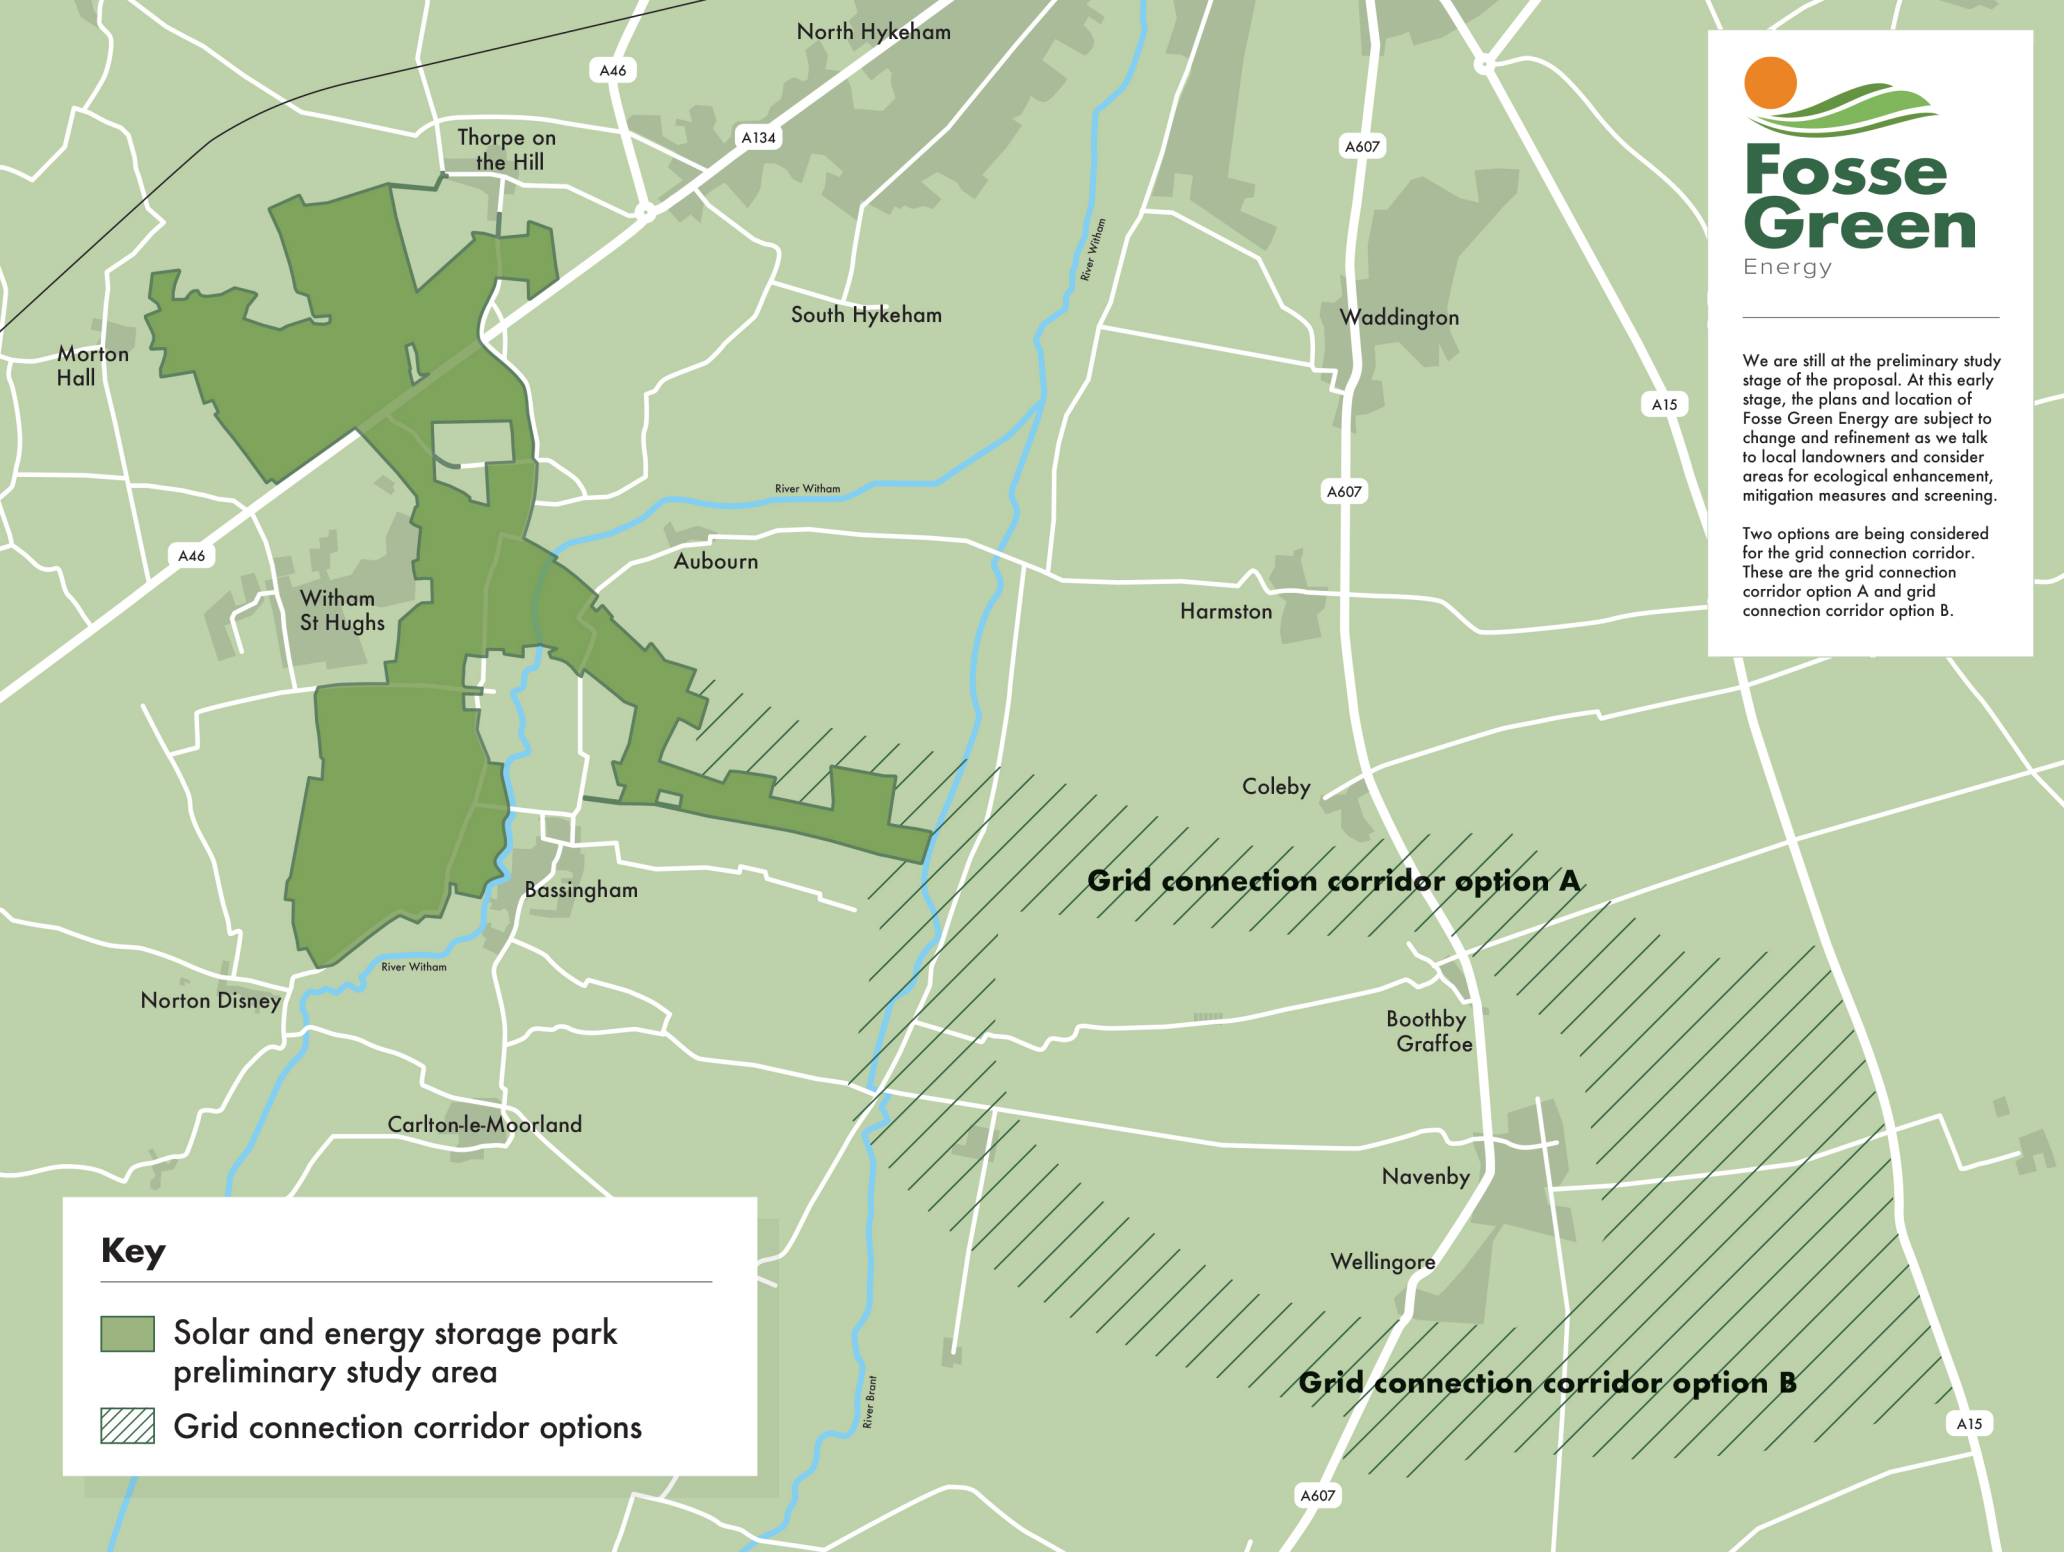 North Hykeham
A46
A134
Thorpe on
the Hill
A607
River Witham
South Hykeham
Waddington
Morton
Hall
A15
River Witham
A607
A46
Aubourn
Witham
St Hughs
Harmston
Coleby
Grid connection corridor option A
Bassingham
River Witham
Norton Disney
Boothby
Graffoe
Carlton-le-Moorland
Navenby
Wellingore
Grid connection corridor option B
River Brant
A15
A607
Fosse
Green
Energy
We are still at the preliminary study
stage of the proposal. At this early
stage, the plans and location of
Fosse Green Energy are subject to
change and refinement as we talk
to local landowners and consider
areas for ecological enhancement,
mitigation measures and screening.
Two options are being considered
for the grid connection corridor.
These are the grid connection
corridor option A and grid
connection corridor option B.
Key
Solar and energy storage park
preliminary study area
Grid connection corridor options